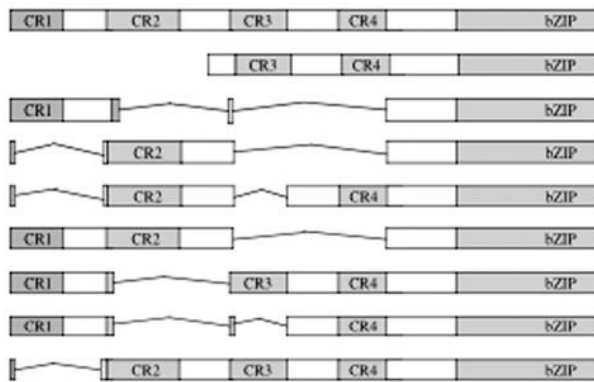 CR1 CR2 CR3 CR4 bZIP
CR3 CR4 bZIP
CR1 bZIP
CR2 bZIP
CR2 CR4 bZIP
CR1 CR2 bZIP
CR1 CR3 CR4 bZIP
CR1 CR4 bZIP
CR2 CR3 CR4 bZIP